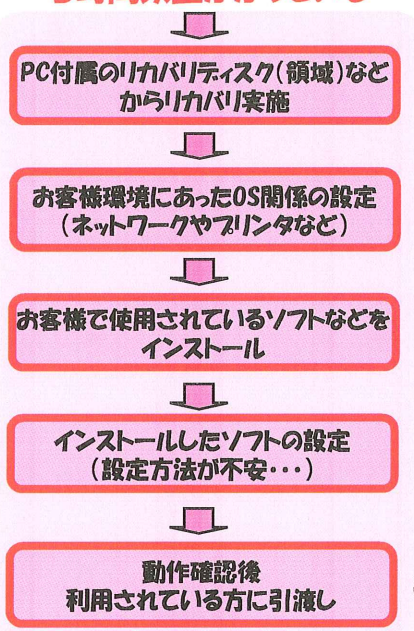 PC付属のリカバリディスク(領域)など
からリカバリ実施
お客様環境にあったOS関係の設定
(ネットワークやプリンタなど)
お客様で使用されているソフトなどを
インストール
インストールしたソフトの設定
(設定方法が不安・・・)
動作確認後
利用されている方に引渡し